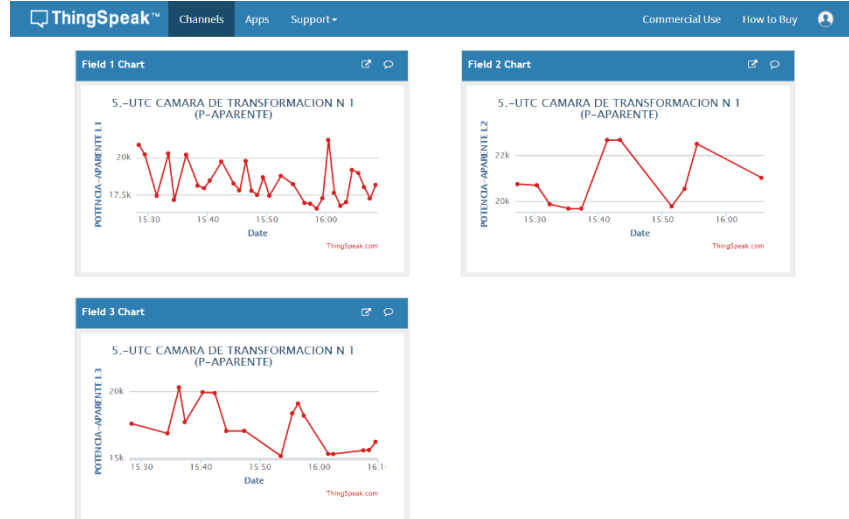 ThingSpeak™ Channels Apps Support Commercial Use How to Buy
Field 1 Chart
5.-UTC CAMARA DE TRANSFORMACION N 1
(P-APARENTE)
POTENCIA-APARENTE L1
20k
17.5k
15:30 15:40 15:50 16:00
Date
ThingSpeak.com
Field 2 Chart
5.-UTC CAMARA DE TRANSFORMACION N 1
(P-APARENTE)
POTENCIA-APARENTE L2
22k
20k
15:30 15:40 15:50 16:00
Date
ThingSpeak.com
Field 3 Chart
5.-UTC CAMARA DE TRANSFORMACION N 1
(P-APARENTE)
POTENCIA-APARENTE L3
20k
15k
15:30 15:40 15:50 16:00 16:1
Date
ThingSpeak.com